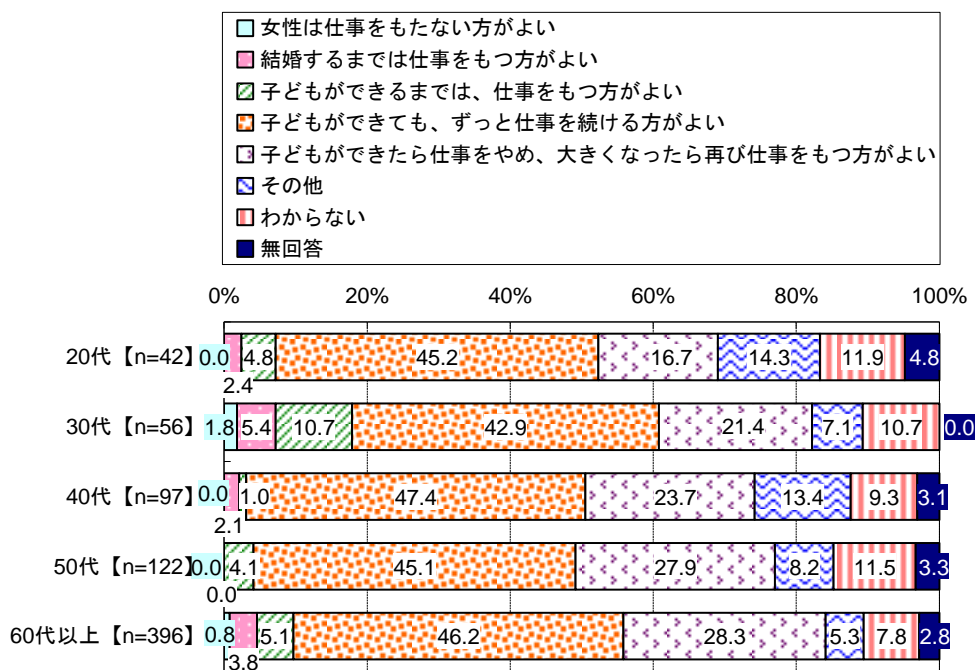 女性は仕事をもたない方がよい
結婚するまでは仕事をもつ方がよい
子どもができるまでは、仕事をもつ方がよい
子どもができても、ずっと仕事を続ける方がよい
子どもができたら仕事をやめ、大きくなったら再び仕事をもつ方がよい
その他
わからない
無回答
0% 20% 40% 60% 80% 100%
20代【n=42】 0.0 4.8 45.2 16.7 14.3 11.9 4.8
2.4
30代【n=56】 1.8 5.4 10.7 42.9 21.4 7.1 10.7 0.0
40代【n=97】 0.0 1.0 47.4 23.7 13.4 9.3 3.1
2.1
50代【n=122】 0.0 4.1 45.1 27.9 8.2 11.5 3.3
0.0
60代以上【n=396】 0.8 5.1 46.2 28.3 5.3 7.8 2.8
3.8